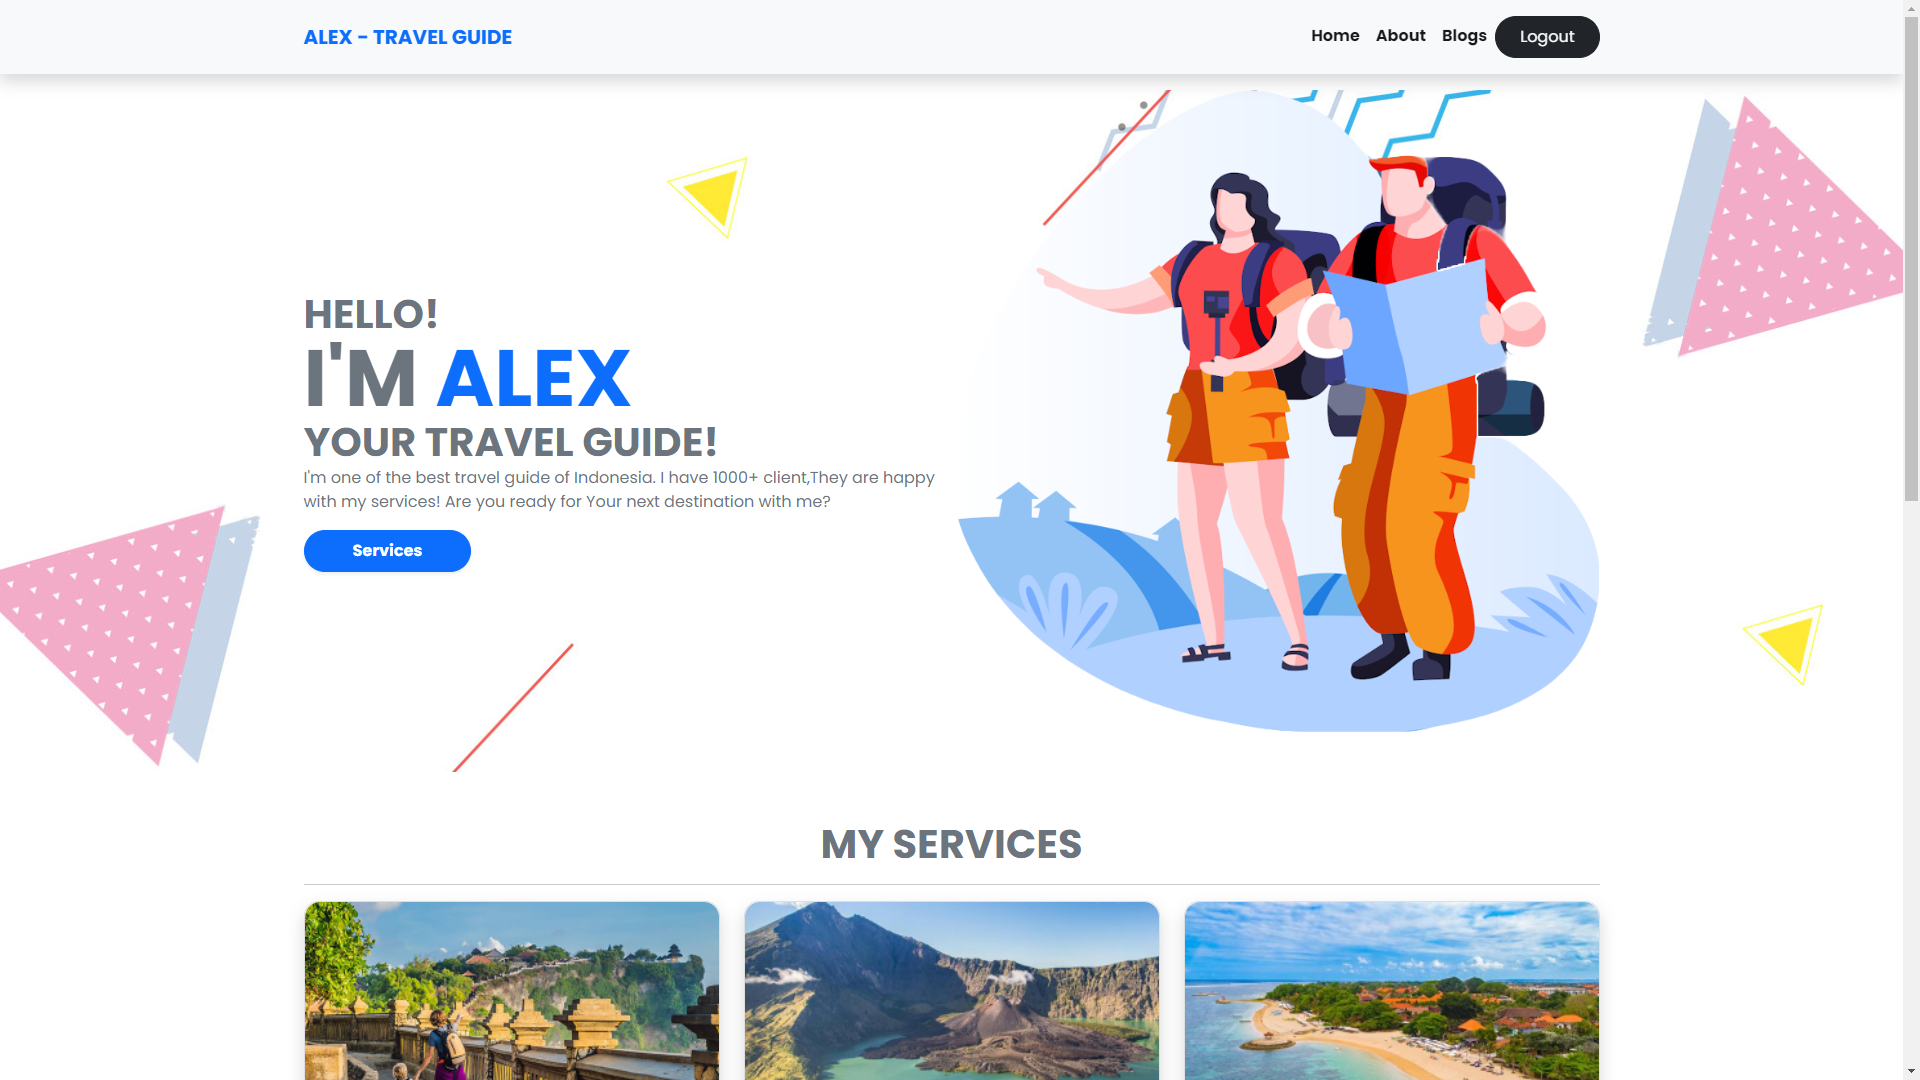 ALEX - TRAVEL GUIDE
Home About Blogs Logout
HELLO!
I'M ALEX
YOUR TRAVEL GUIDE!
I'm one of the best travel guide of Indonesia. I have 1000+ client,They are happy
with my services! Are you ready for Your next destination with me?
Services
MY SERVICES